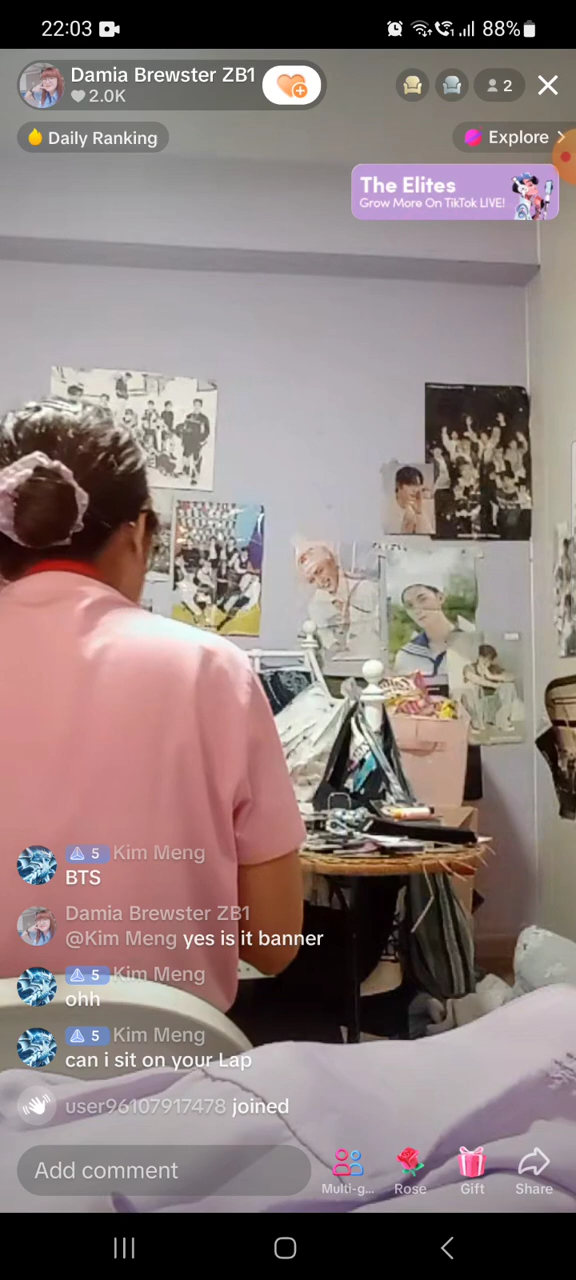 22:03
88%
Damia Brewster ZB1
2.0K
2
Daily Ranking
Explore
The Elites
Grow More On TikTok LIVE!
5 Kim Meng
BTS
Damia Brewster ZB1
@Kim Meng yes is it banner
5 Kim Meng
ohh
5 Kim Meng
can i sit on your Lap
user96107917478 joined
Add comment
Multi-g...
Rose
Gift
Share